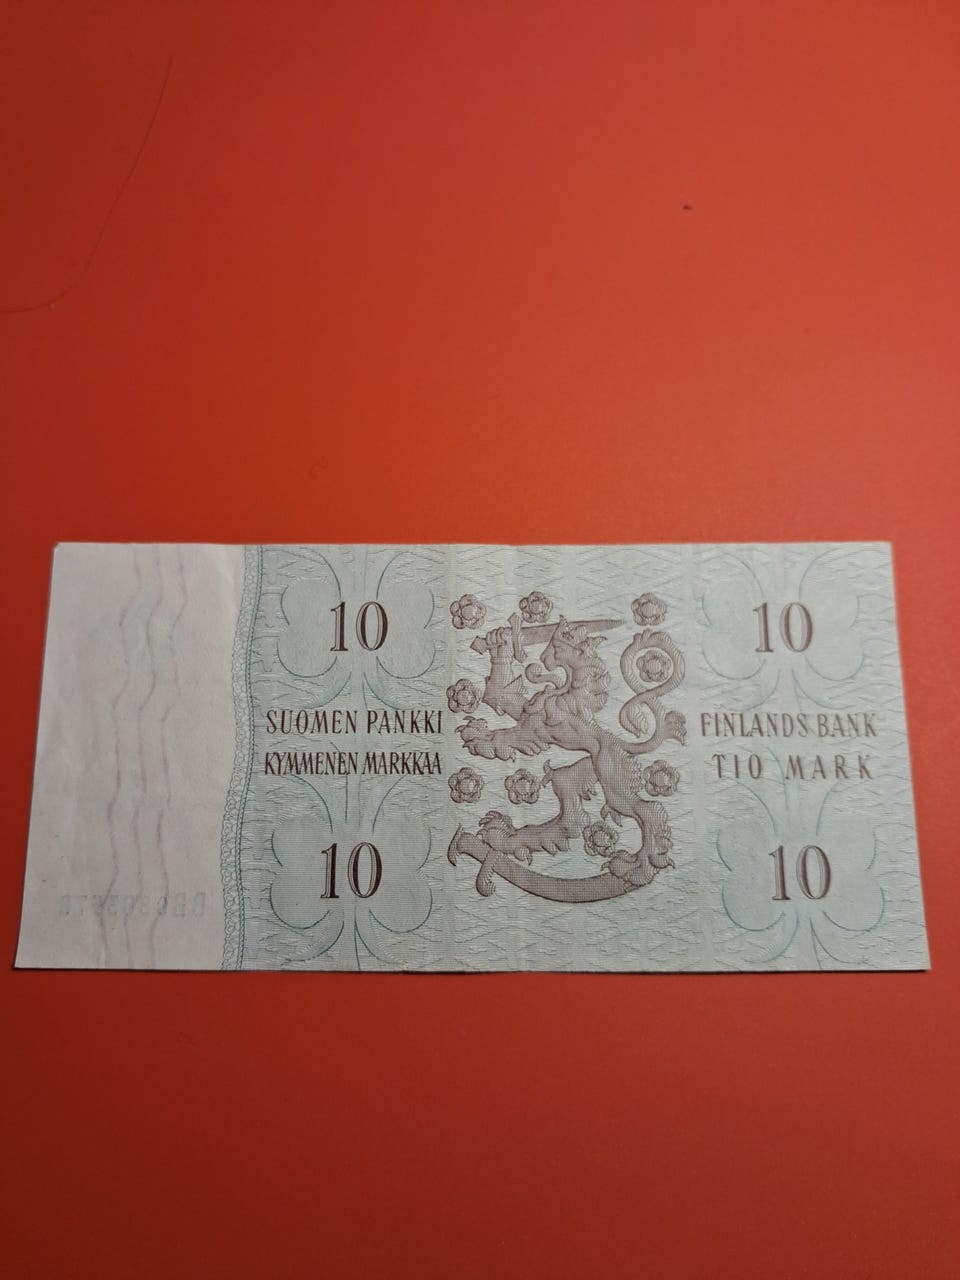 10
10
SUOMEN PANKKI
FINLANDS BANK
KYMMENEN MARKKAA
TIO MARK
10
10